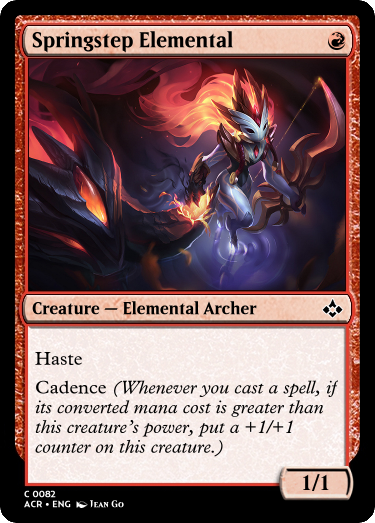 Springstep Elemental
Creature — Elemental Archer
Haste
Cadence (Whenever you cast a spell, if
its converted mana cost is greater than
this creature's power, put a +1/+1
counter on this creature.)
1/1
C 0082
ACR • ENG Jean Go